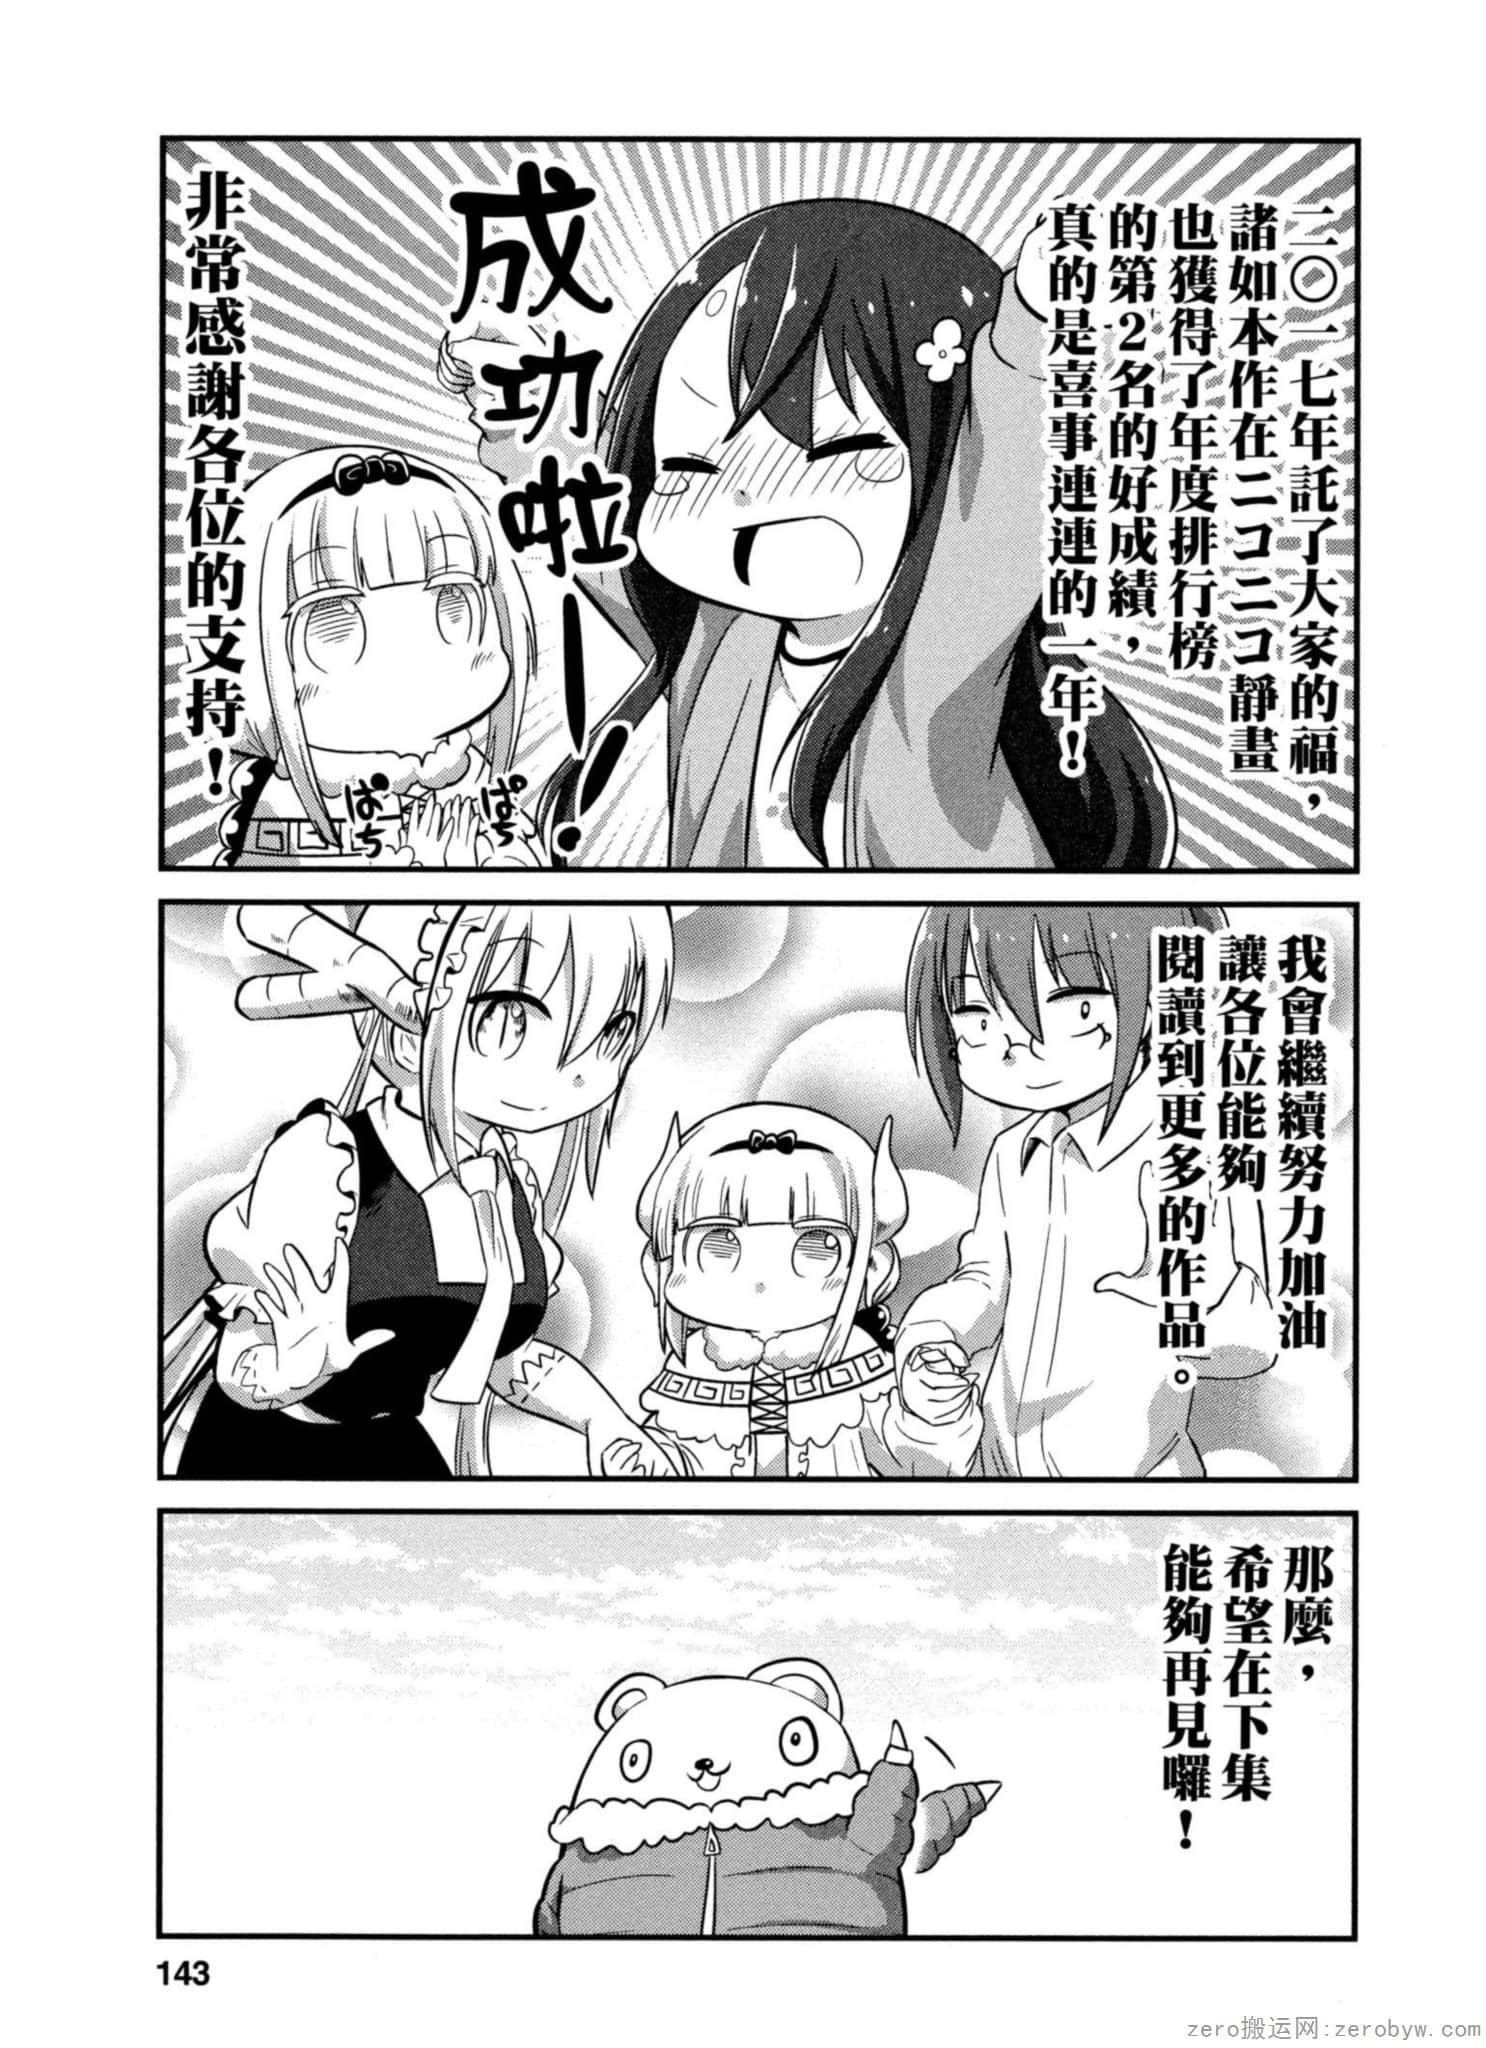 二〇一七年託了大家的福，
諸如本作在ニコニコ靜畫
也獲得了年度排行榜
的第2名的好成績，
真的是喜事連連的一年！
成功啦——！
ぱち
ぱち
非常感謝各位的支持！
我會繼續努力加油
讓各位能夠
閱讀到更多的作品。
那麼，
希望在下集
能夠再見囉！
143
zero搬运网:zerobyw.com